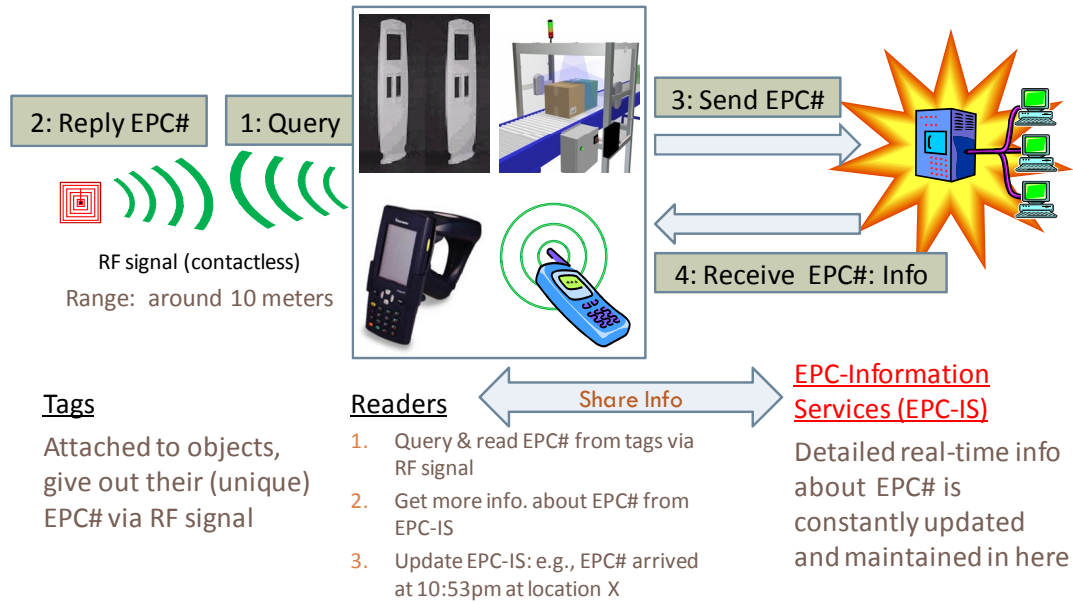 2: Reply EPC#
1: Query
3: Send EPC#
4: Receive EPC#: Info
RF signal (contactless)
Range: around 10 meters
Share Info
Tags
Attached to objects,
give out their (unique)
EPC# via RF signal
Readers
1. Query & read EPC# from tags via
RF signal
2. Get more info. about EPC# from
EPC-IS
3. Update EPC-IS: e.g., EPC# arrived
at 10:53pm at location X
EPC-Information
Services (EPC-IS)
Detailed real-time info
about EPC# is
constantly updated
and maintained in here